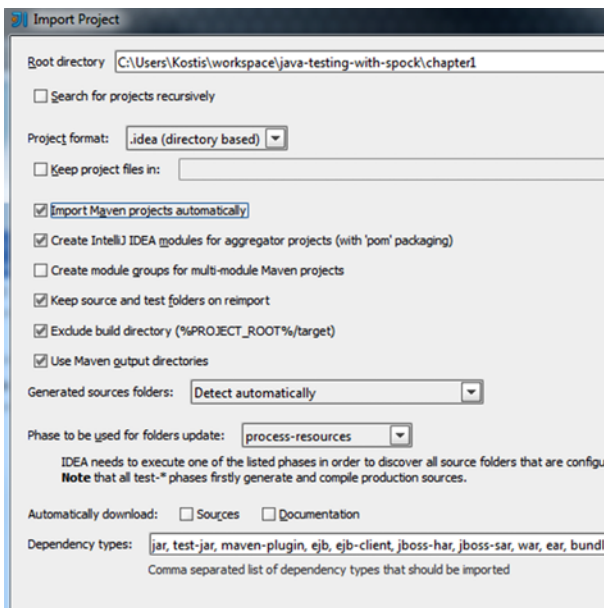 Import Project
Root directory C:\Users\Kostis\workspace\java-testing-with-spock\chapter1
Search for projects recursively
Project format: .idea (directory based)
Keep project files in:
Import Maven projects automatically
Create IntelliJ IDEA modules for aggregator projects (with 'pom' packaging)
Create module groups for multi-module Maven projects
Keep source and test folders on reimport
Exclude build directory (%PROJECT_ROOT%/target)
Use Maven output directories
Generated sources folders: Detect automatically
Phase to be used for folders update: process-resources
IDEA needs to execute one of the listed phases in order to discover all source folders that are configu
Note that all test-* phases firstly generate and compile production sources.
Automatically download: Sources Documentation
Dependency types: jar, test-jar, maven-plugin, ejb, ejb-client, jboss-har, jboss-sar, war, ear, bundl
Comma separated list of dependency types that should be imported